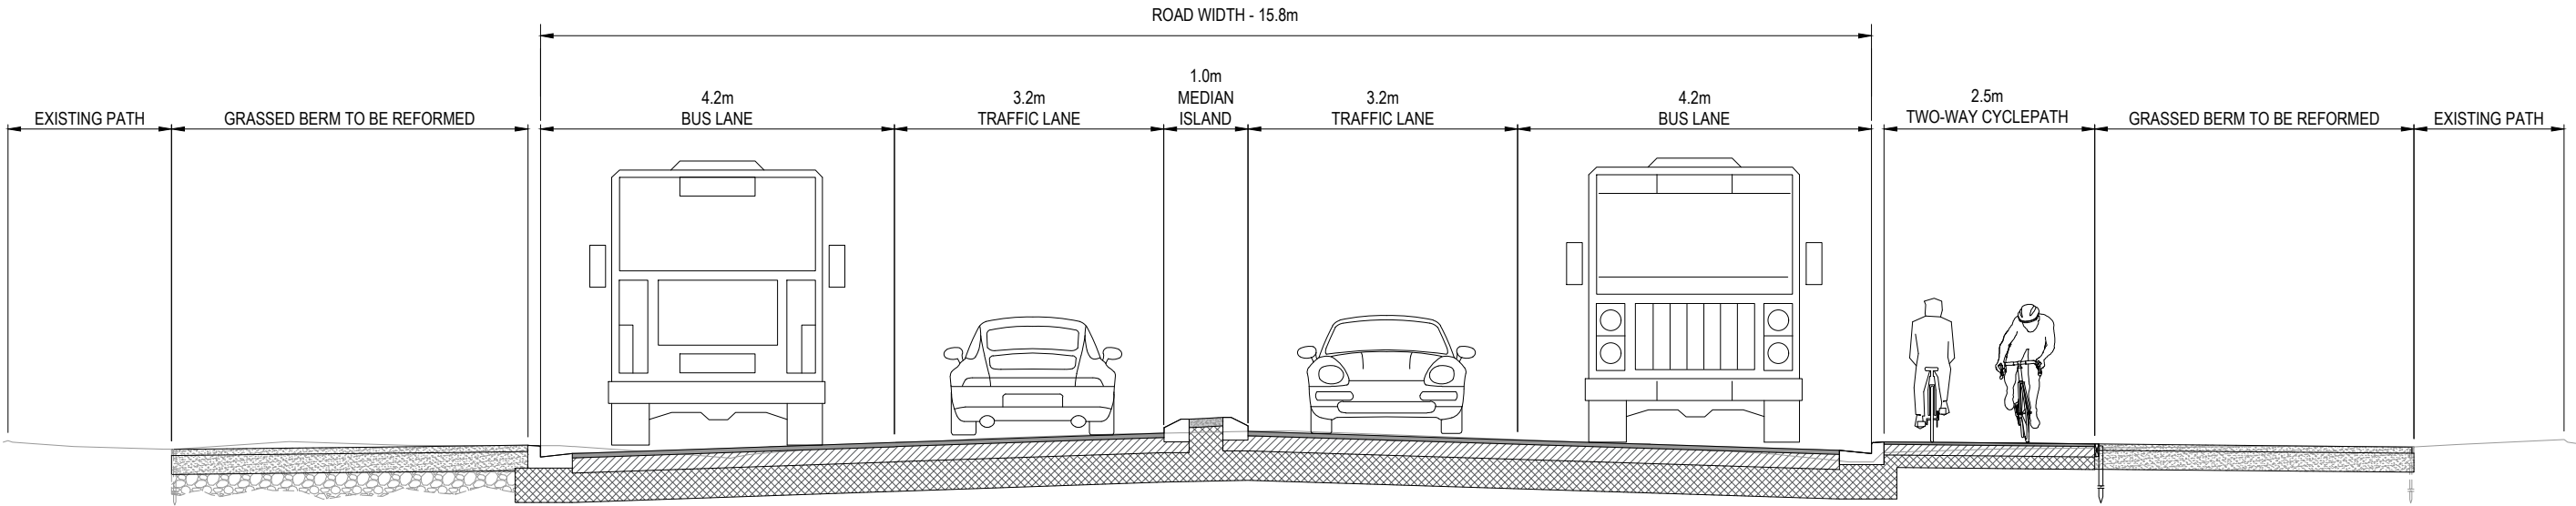 ROAD WIDTH - 15.8m
EXISTING PATH
GRASSED BERM TO BE REFORMED
4.2m
BUS LANE
3.2m
TRAFFIC LANE
1.0m
MEDIAN
ISLAND
3.2m
TRAFFIC LANE
4.2m
BUS LANE
2.5m
TWO-WAY CYCLEPATH
GRASSED BERM TO BE REFORMED
EXISTING PATH